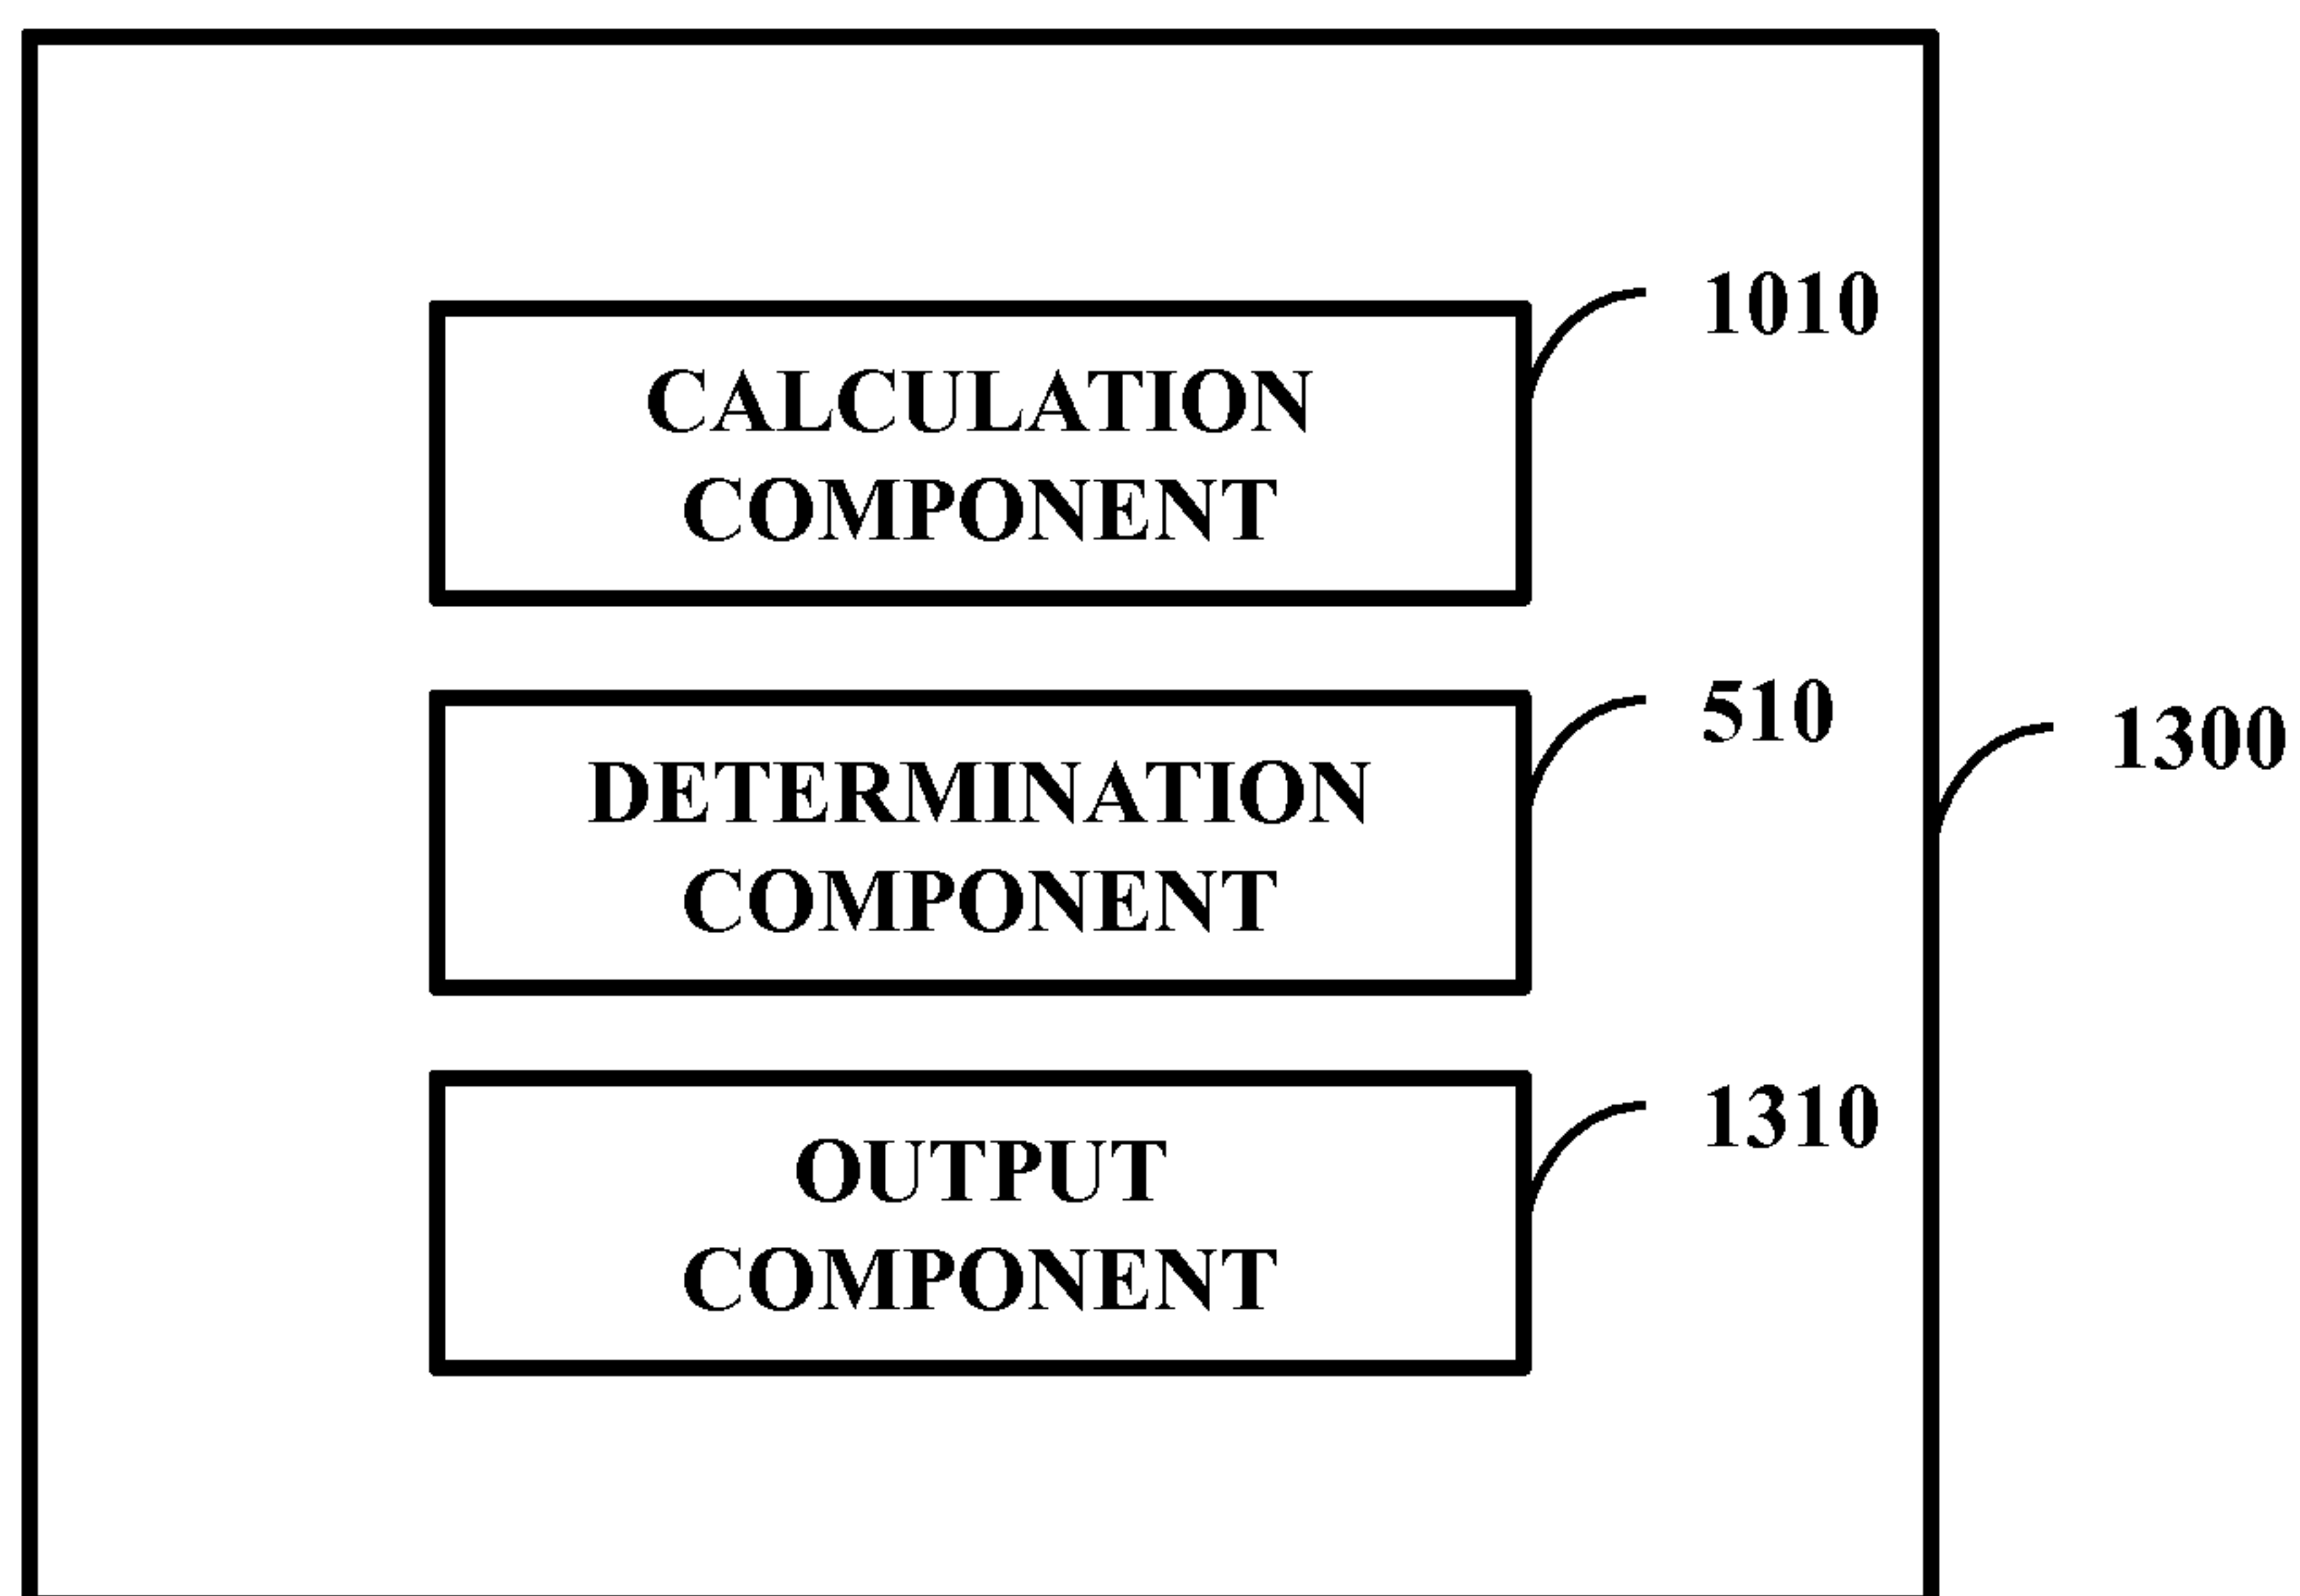 1010
CALCULATION
COMPONENT
510
1300
DETERMINATION
COMPONENT
1310
OUTPUT
COMPONENT